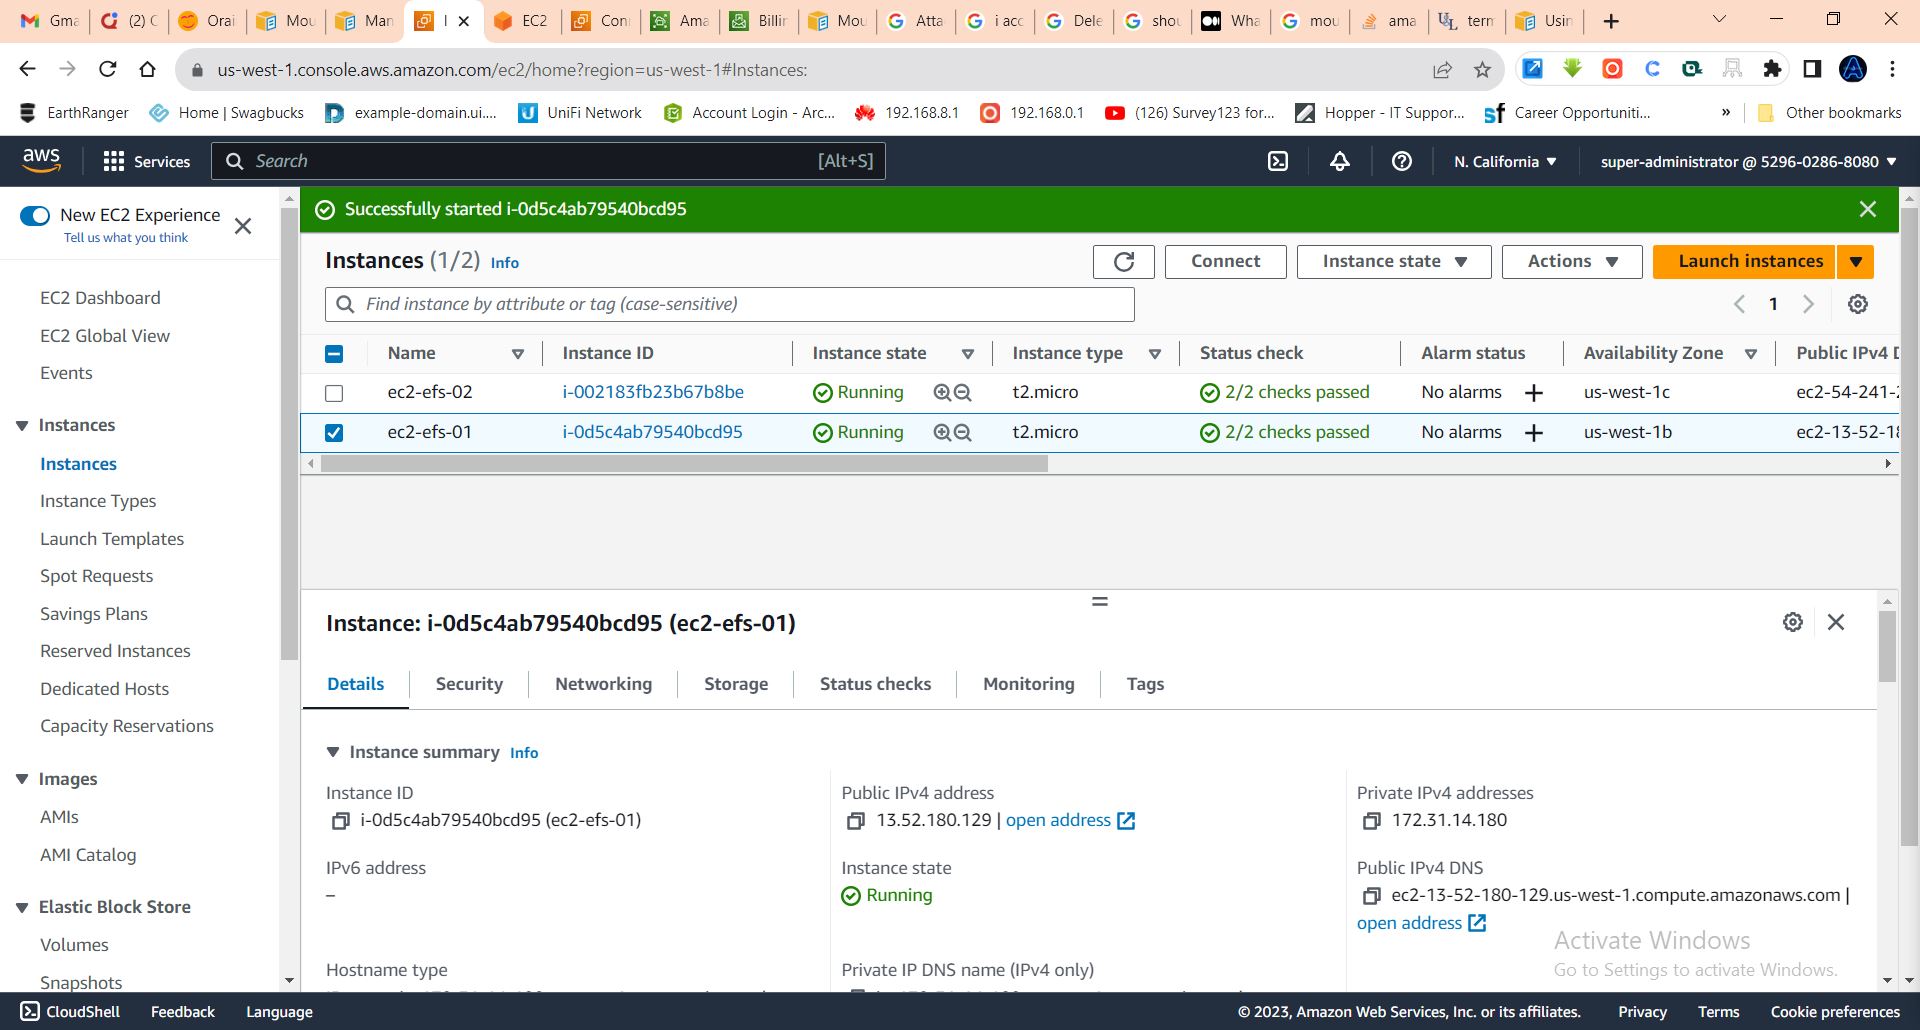 Gma
(2) C
Orai
Mou
Man
I
EC2
Con
Ama
Billin
Mou
Atta
i acc
Dele
shou
Wha
mou
ama
term
Usin
us-west-1.console.aws.amazon.com/ec2/home?region=us-west-1#Instances:
EarthRanger
Home | Swagbucks
example-domain.ui....
UniFi Network
Account Login - Arc...
192.168.8.1
192.168.0.1
(126) Survey123 for...
Hopper - IT Suppor...
Career Opportuniti...
»
Other bookmarks
aws
Services
Search
[Alt+S]
N. California
super-administrator @ 5296-0286-8080
New EC2 Experience
Tell us what you think
EC2 Dashboard
EC2 Global View
Events
Instances
Instances
Instance Types
Launch Templates
Spot Requests
Savings Plans
Reserved Instances
Dedicated Hosts
Capacity Reservations
Images
AMIs
AMI Catalog
Elastic Block Store
Volumes
Snapshots
Successfully started i-0d5c4ab79540bcd95
Instances (1/2) Info
Connect
Instance state
Actions
Launch instances
Find instance by attribute or tag (case-sensitive)
1
Name Instance ID Instance state Instance type Status check Alarm status Availability Zone Public IPv4 D
ec2-efs-02 i-002183fb23b67b8be Running t2.micro 2/2 checks passed No alarms + us-west-1c ec2-54-241-2
ec2-efs-01 i-0d5c4ab79540bcd95 Running t2.micro 2/2 checks passed No alarms + us-west-1b ec2-13-52-18
Instance: i-0d5c4ab79540bcd95 (ec2-efs-01)
Details
Security
Networking
Storage
Status checks
Monitoring
Tags
Instance summary Info
Instance ID
i-0d5c4ab79540bcd95 (ec2-efs-01)
Public IPv4 address
13.52.180.129 | open address
Private IPv4 addresses
172.31.14.180
IPv6 address
–
Instance state
Running
Public IPv4 DNS
ec2-13-52-180-129.us-west-1.compute.amazonaws.com |
open address
Hostname type
Private IP DNS name (IPv4 only)
Activate Windows
Go to Settings to activate Windows.
CloudShell
Feedback
Language
© 2023, Amazon Web Services, Inc. or its affiliates.
Privacy
Terms
Cookie preferences